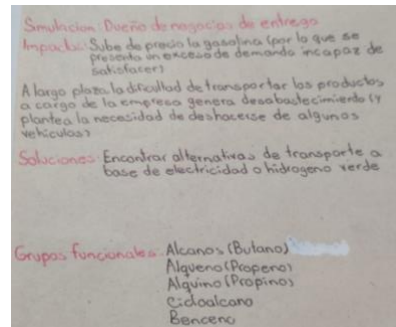 Simulacion: Dueño de negocios de entrega
Impacto: Sube de precio la gasolina (por lo que se
presenta un exceso de demanda incapaz de
satisfacer)
A largo plazo la dificultad de transportar los productos
a cargo de la empresa genera desabastecimiento (y
plantea la necesidad de deshacerse de algunos
vehiculos)
Soluciones: Encontrar alternativas de transporte a
base de electricidad o hidrogeno verde
Grupos funcionales: Alcanos (Butano)
Alqueno (Propeno)
Alquino (Propino)
Cicloalcano
Benceno